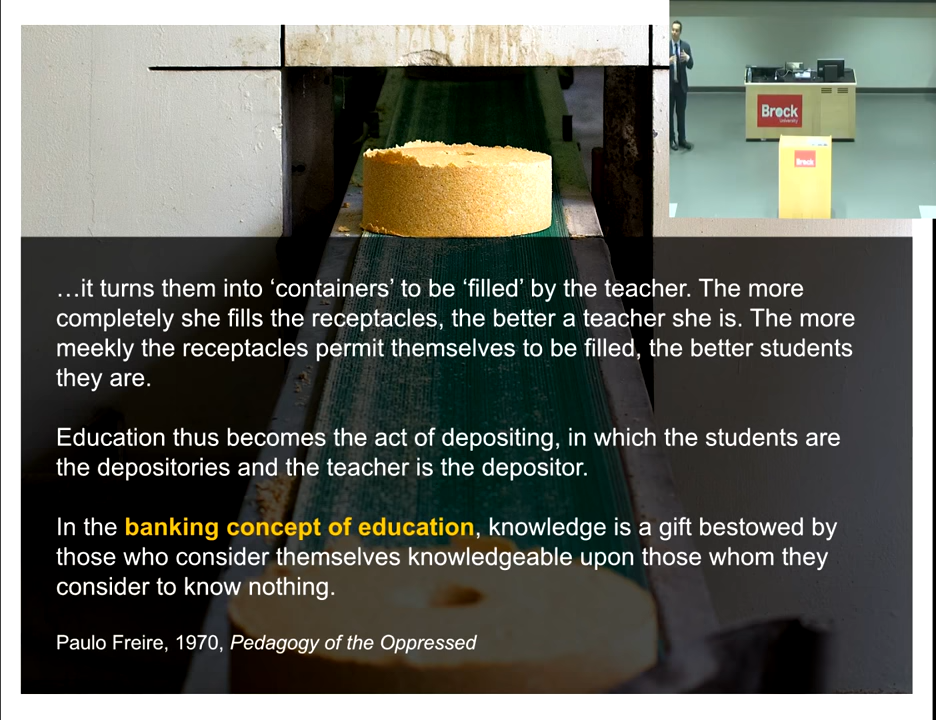 Brock
University
Brock
…it turns them into ‘containers’ to be ‘filled’ by the teacher. The more
completely she fills the receptacles, the better a teacher she is. The more
meekly the receptacles permit themselves to be filled, the better students
they are.
Education thus becomes the act of depositing, in which the students are
the depositories and the teacher is the depositor.
In the banking concept of education, knowledge is a gift bestowed by
those who consider themselves knowledgeable upon those whom they
consider to know nothing.
Paulo Freire, 1970, Pedagogy of the Oppressed